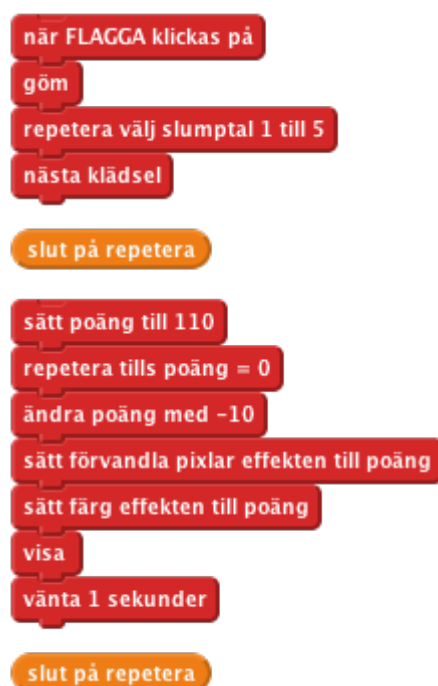 när FLAGGA klickas på
göm
repetera välj slumptal 1 till 5
nästa klädsel
slut på repetera
sätt poäng till 110
repetera tills poäng = 0
ändra poäng med -10
sätt förvandla pixlar effekten till poäng
sätt färg effekten till poäng
visa
vänta 1 sekunder
slut på repetera